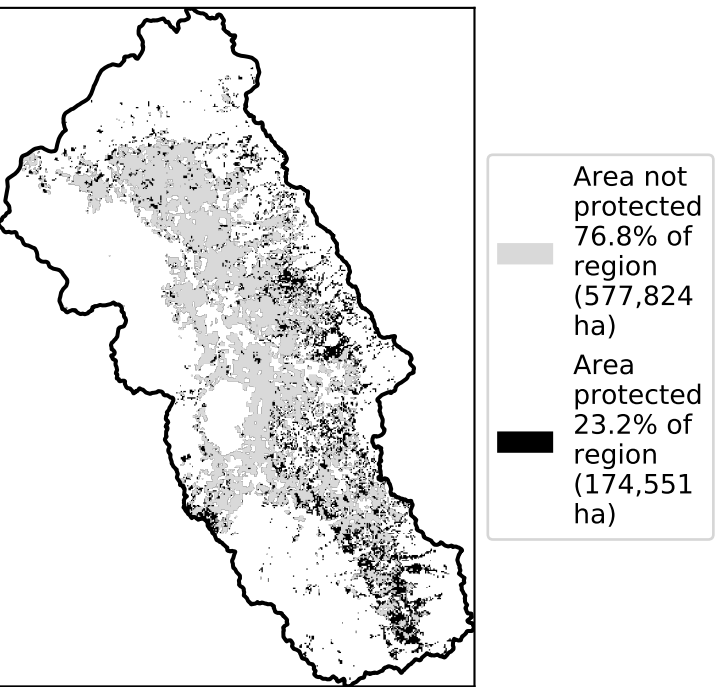 Area not
protected
76.8% of
region
(577,824
ha)
Area
protected
23.2% of
region
(174,551
ha)